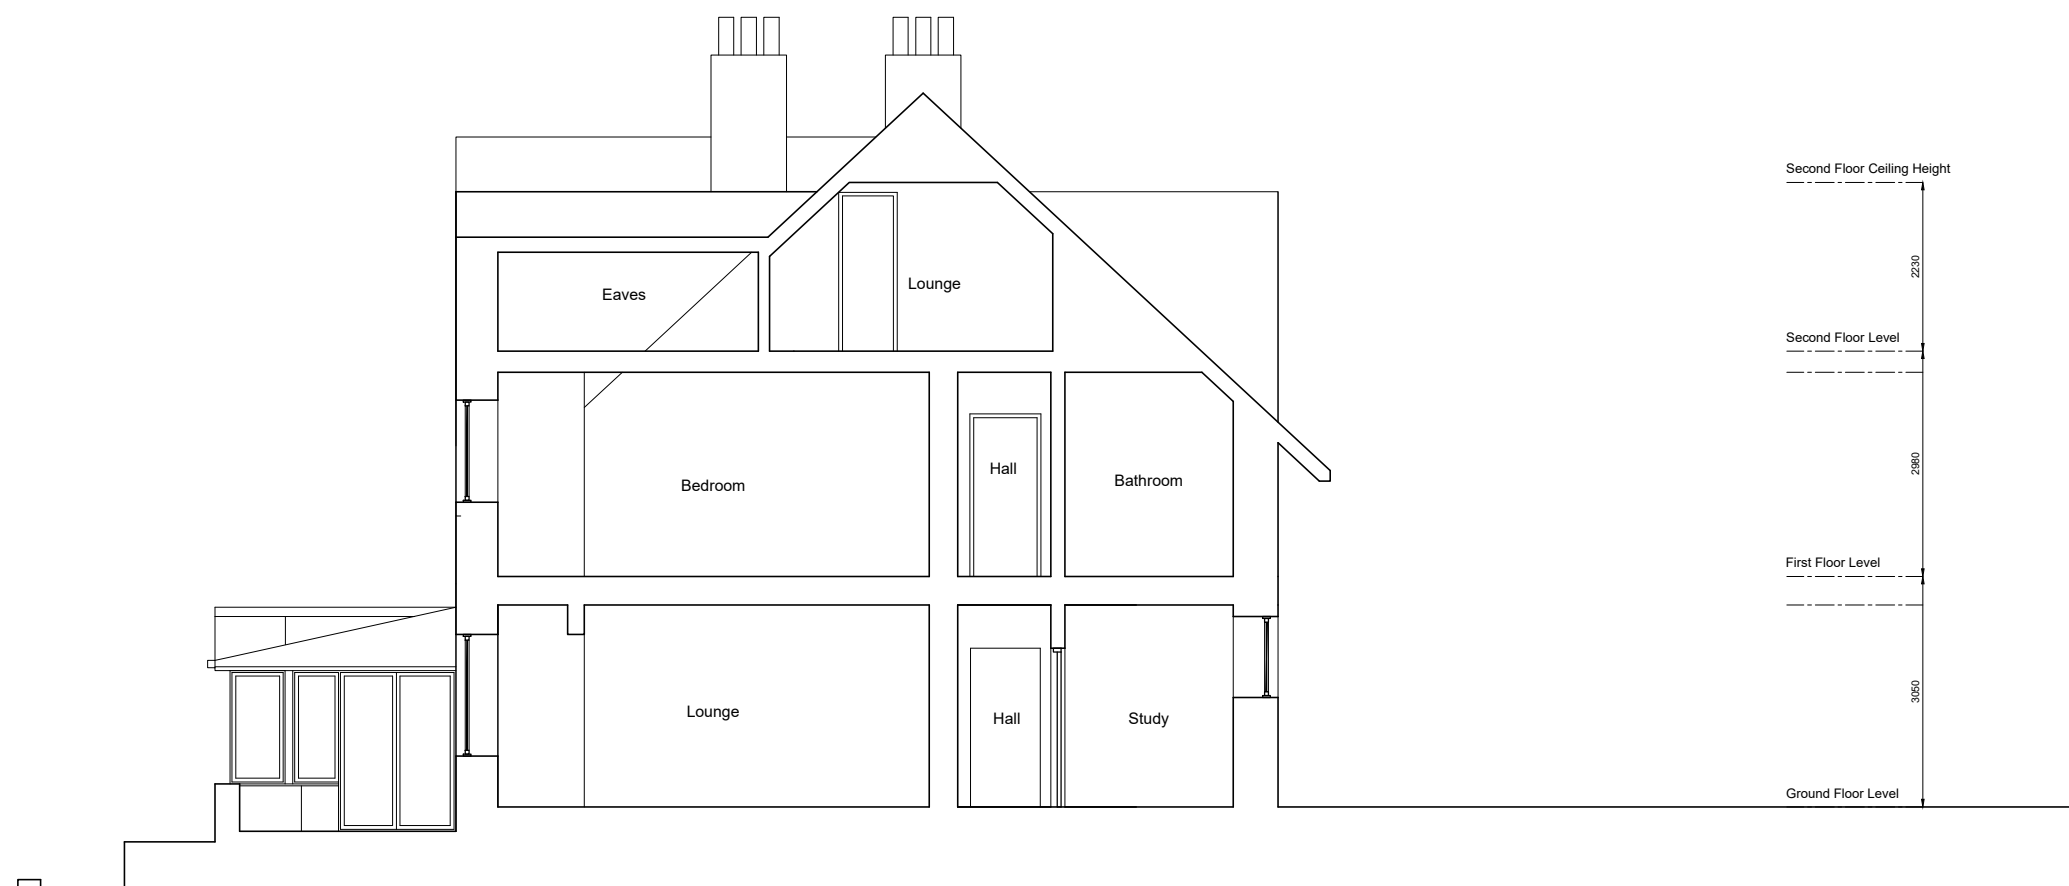 Second Floor Ceiling Height
2230
Eaves
Lounge
Second Floor Level
2980
Bedroom
Hall
Bathroom
First Floor Level
3050
Lounge
Hall
Study
Ground Floor Level